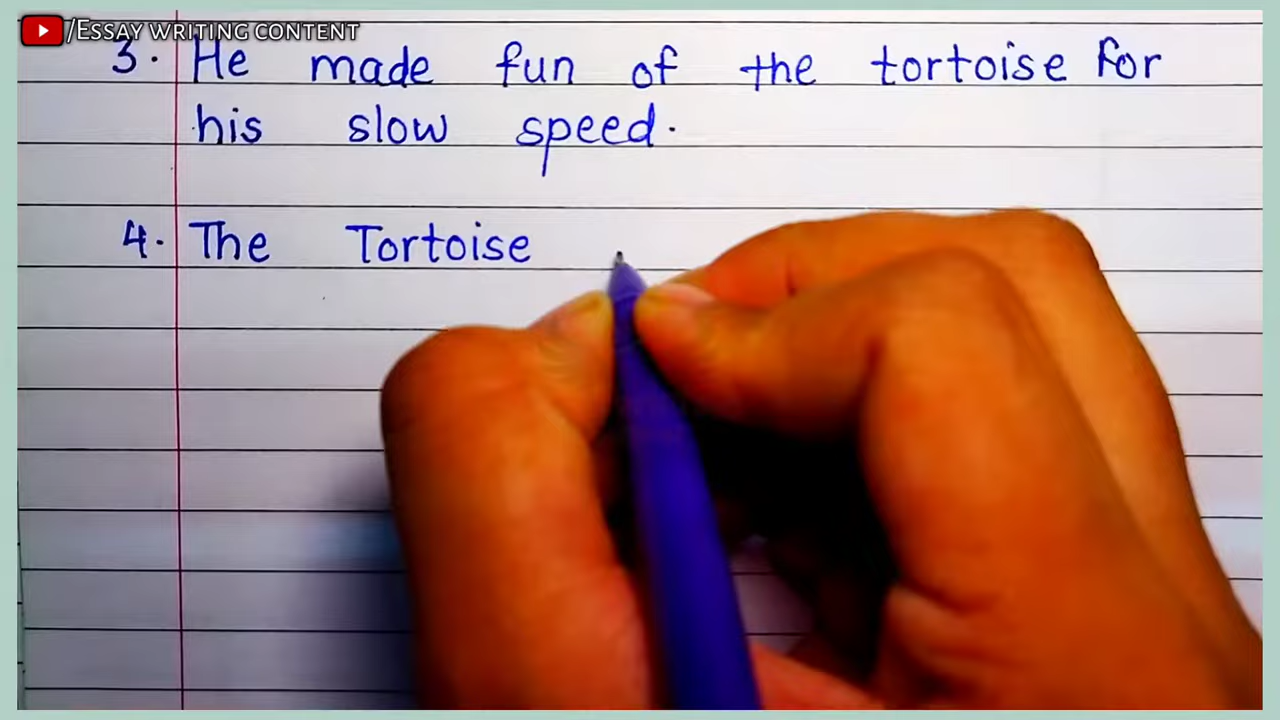 /Essay writing content
3. He made fun of the tortoise for
his slow speed.
4. The Tortoise